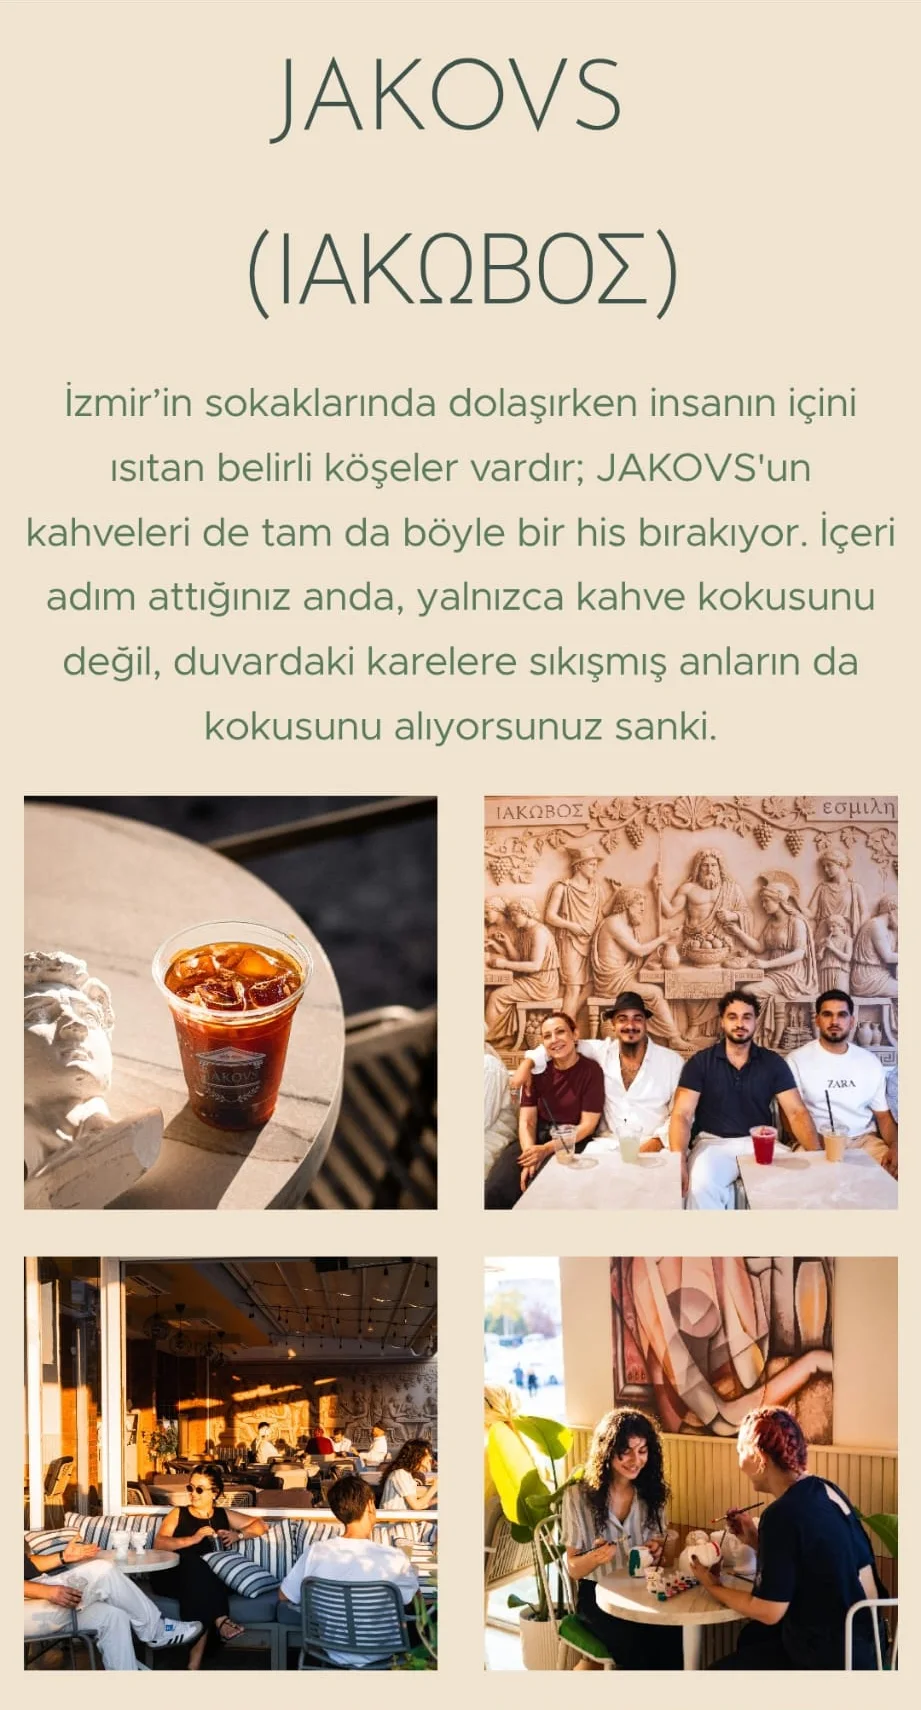 JAKOVS
(ΙΑΚΩΒΟΣ)
İzmir’in sokaklarında dolaşırken insanın içini
ısıtan belirli köşeler vardır; JAKOVS'un
kahveleri de tam da böyle bir his bırakıyor. İçeri
adım attığınız anda, yalnızca kahve kokusunu
değil, duvardaki karelere sıkışmış anların da
kokusunu alıyorsunuz sanki.
JAKOVS
ΙΑΚΩΒΟΣ
εσμιλη
ZARA